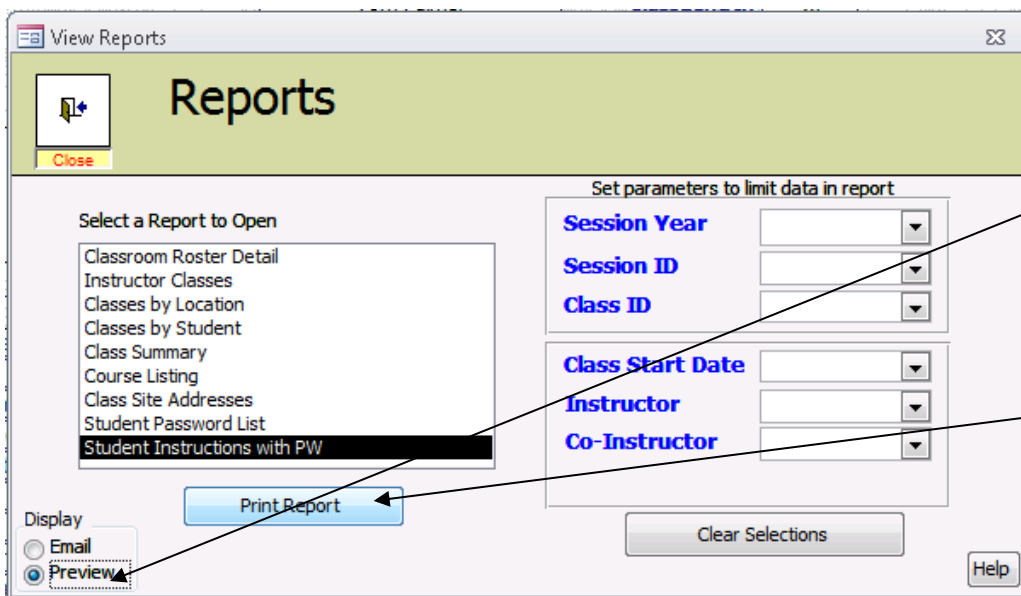 View Reports
Reports
Close
Select a Report to Open
Classroom Roster Detail
Instructor Classes
Classes by Location
Classes by Student
Class Summary
Course Listing
Class Site Addresses
Student Password List
Student Instructions with PW
Print Report
Display
Email
Preview
Set parameters to limit data in report
Session Year
Session ID
Class ID
Class Start Date
Instructor
Co-Instructor
Clear Selections
Help